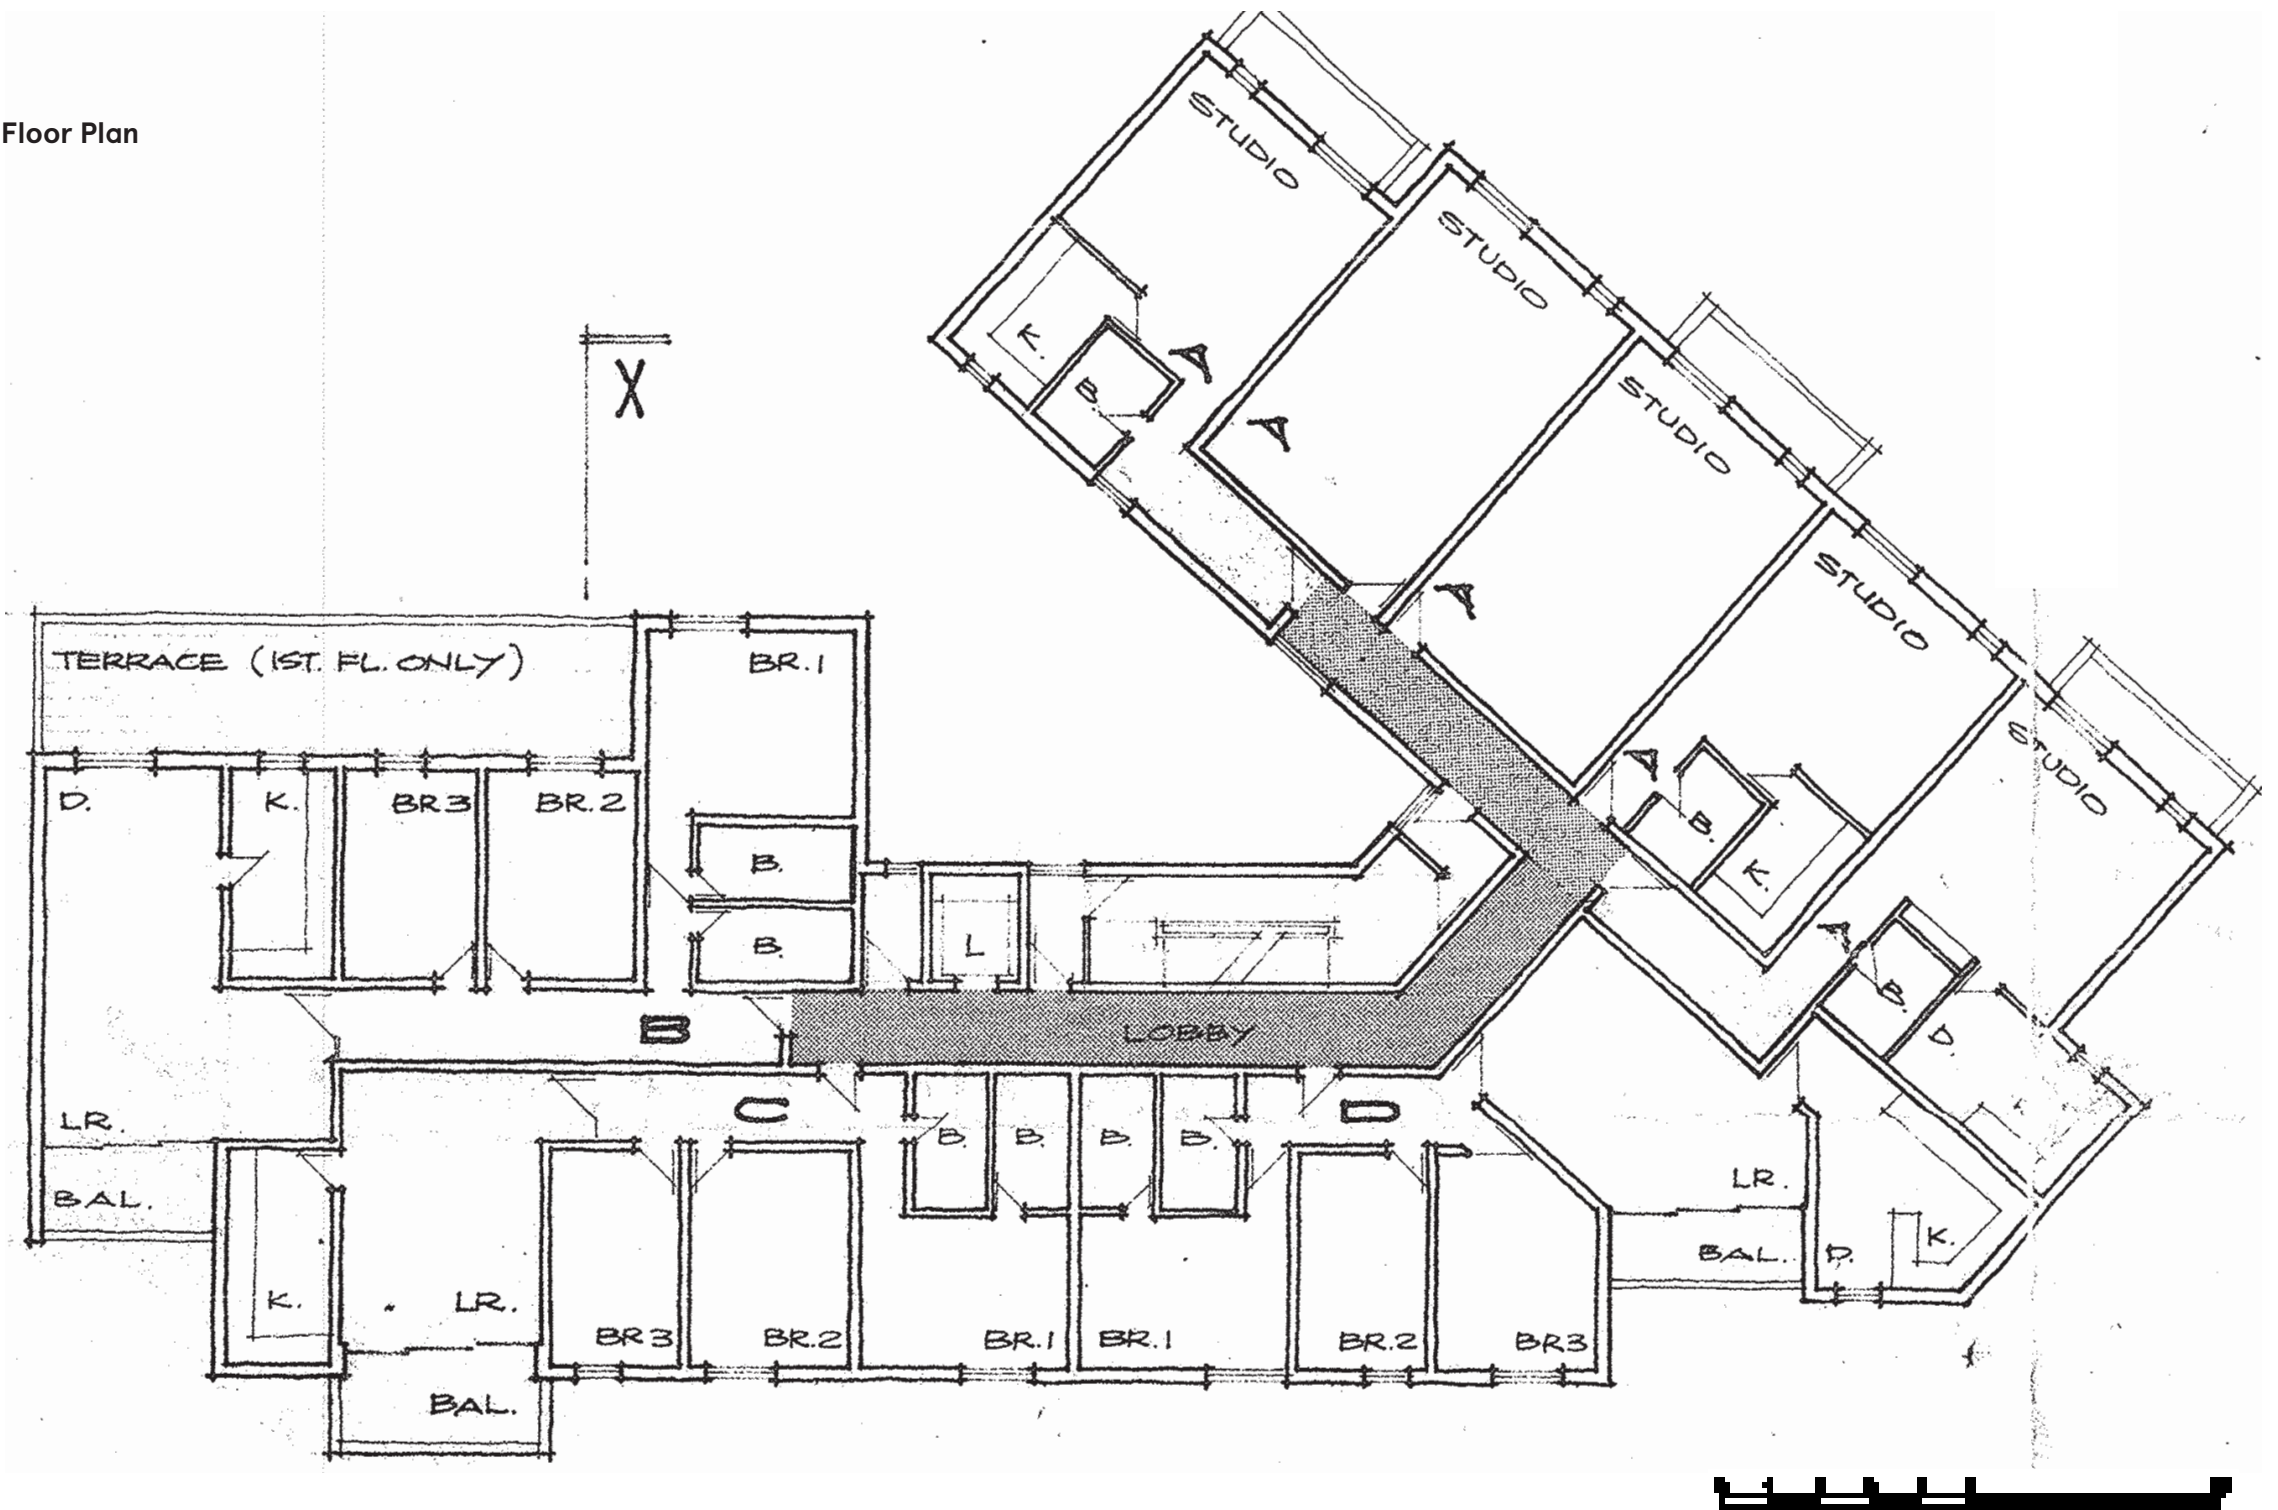 Floor Plan
STUDIO
STUDIO
STUDIO
STUDIO
STUDIO
K.
B.
A
A
A
A
A
X
TERRACE (1ST. FL. ONLY)
BR.1
D.
K.
BR3
BR.2
B.
B.
L
B.
K.
B.
D.
B
LOBBY
C
D
LR.
BAL.
B.
B.
B.
B.
LR.
K.
LR.
BAL.
D.
K.
BR3
BR.2
BR.1
BR.1
BR.2
BR3
BAL.